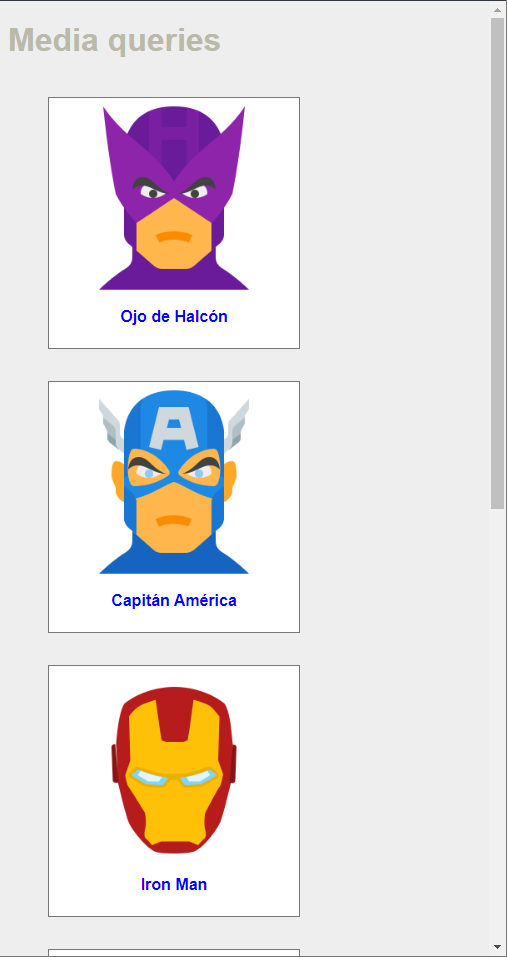 Media queries
H
Ojo de Halcón
A
Capitán América
Iron Man